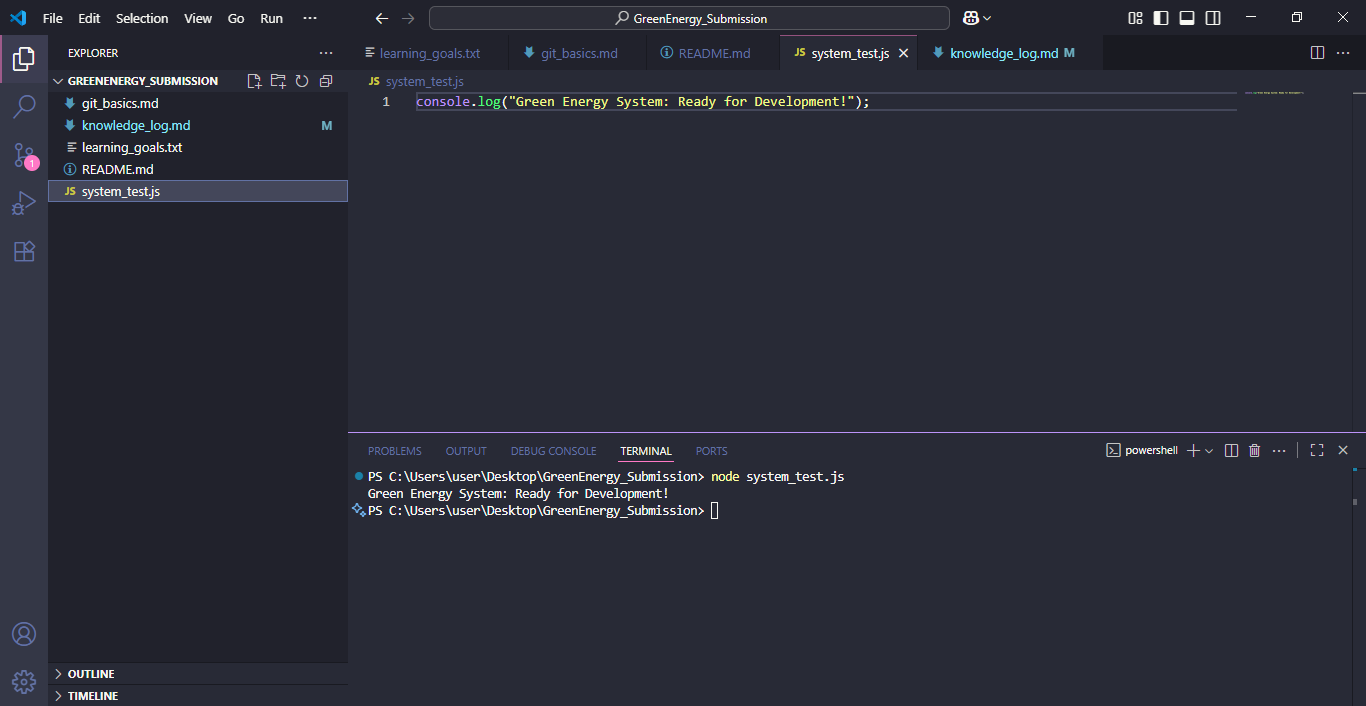 File Edit Selection View Go Run ···
GreenEnergy_Submission
EXPLORER
GREENENERGY_SUBMISSION
git_basics.md
knowledge_log.md M
learning_goals.txt
README.md
JS system_test.js
1
OUTLINE
TIMELINE
learning_goals.txt git_basics.md README.md JS system_test.js knowledge_log.md M
JS system_test.js
1 console.log("Green Energy System: Ready for Development!");
PROBLEMS OUTPUT DEBUG CONSOLE TERMINAL PORTS powershell
PS C:\Users\user\Desktop\GreenEnergy_Submission> node system_test.js
Green Energy System: Ready for Development!
PS C:\Users\user\Desktop\GreenEnergy_Submission>